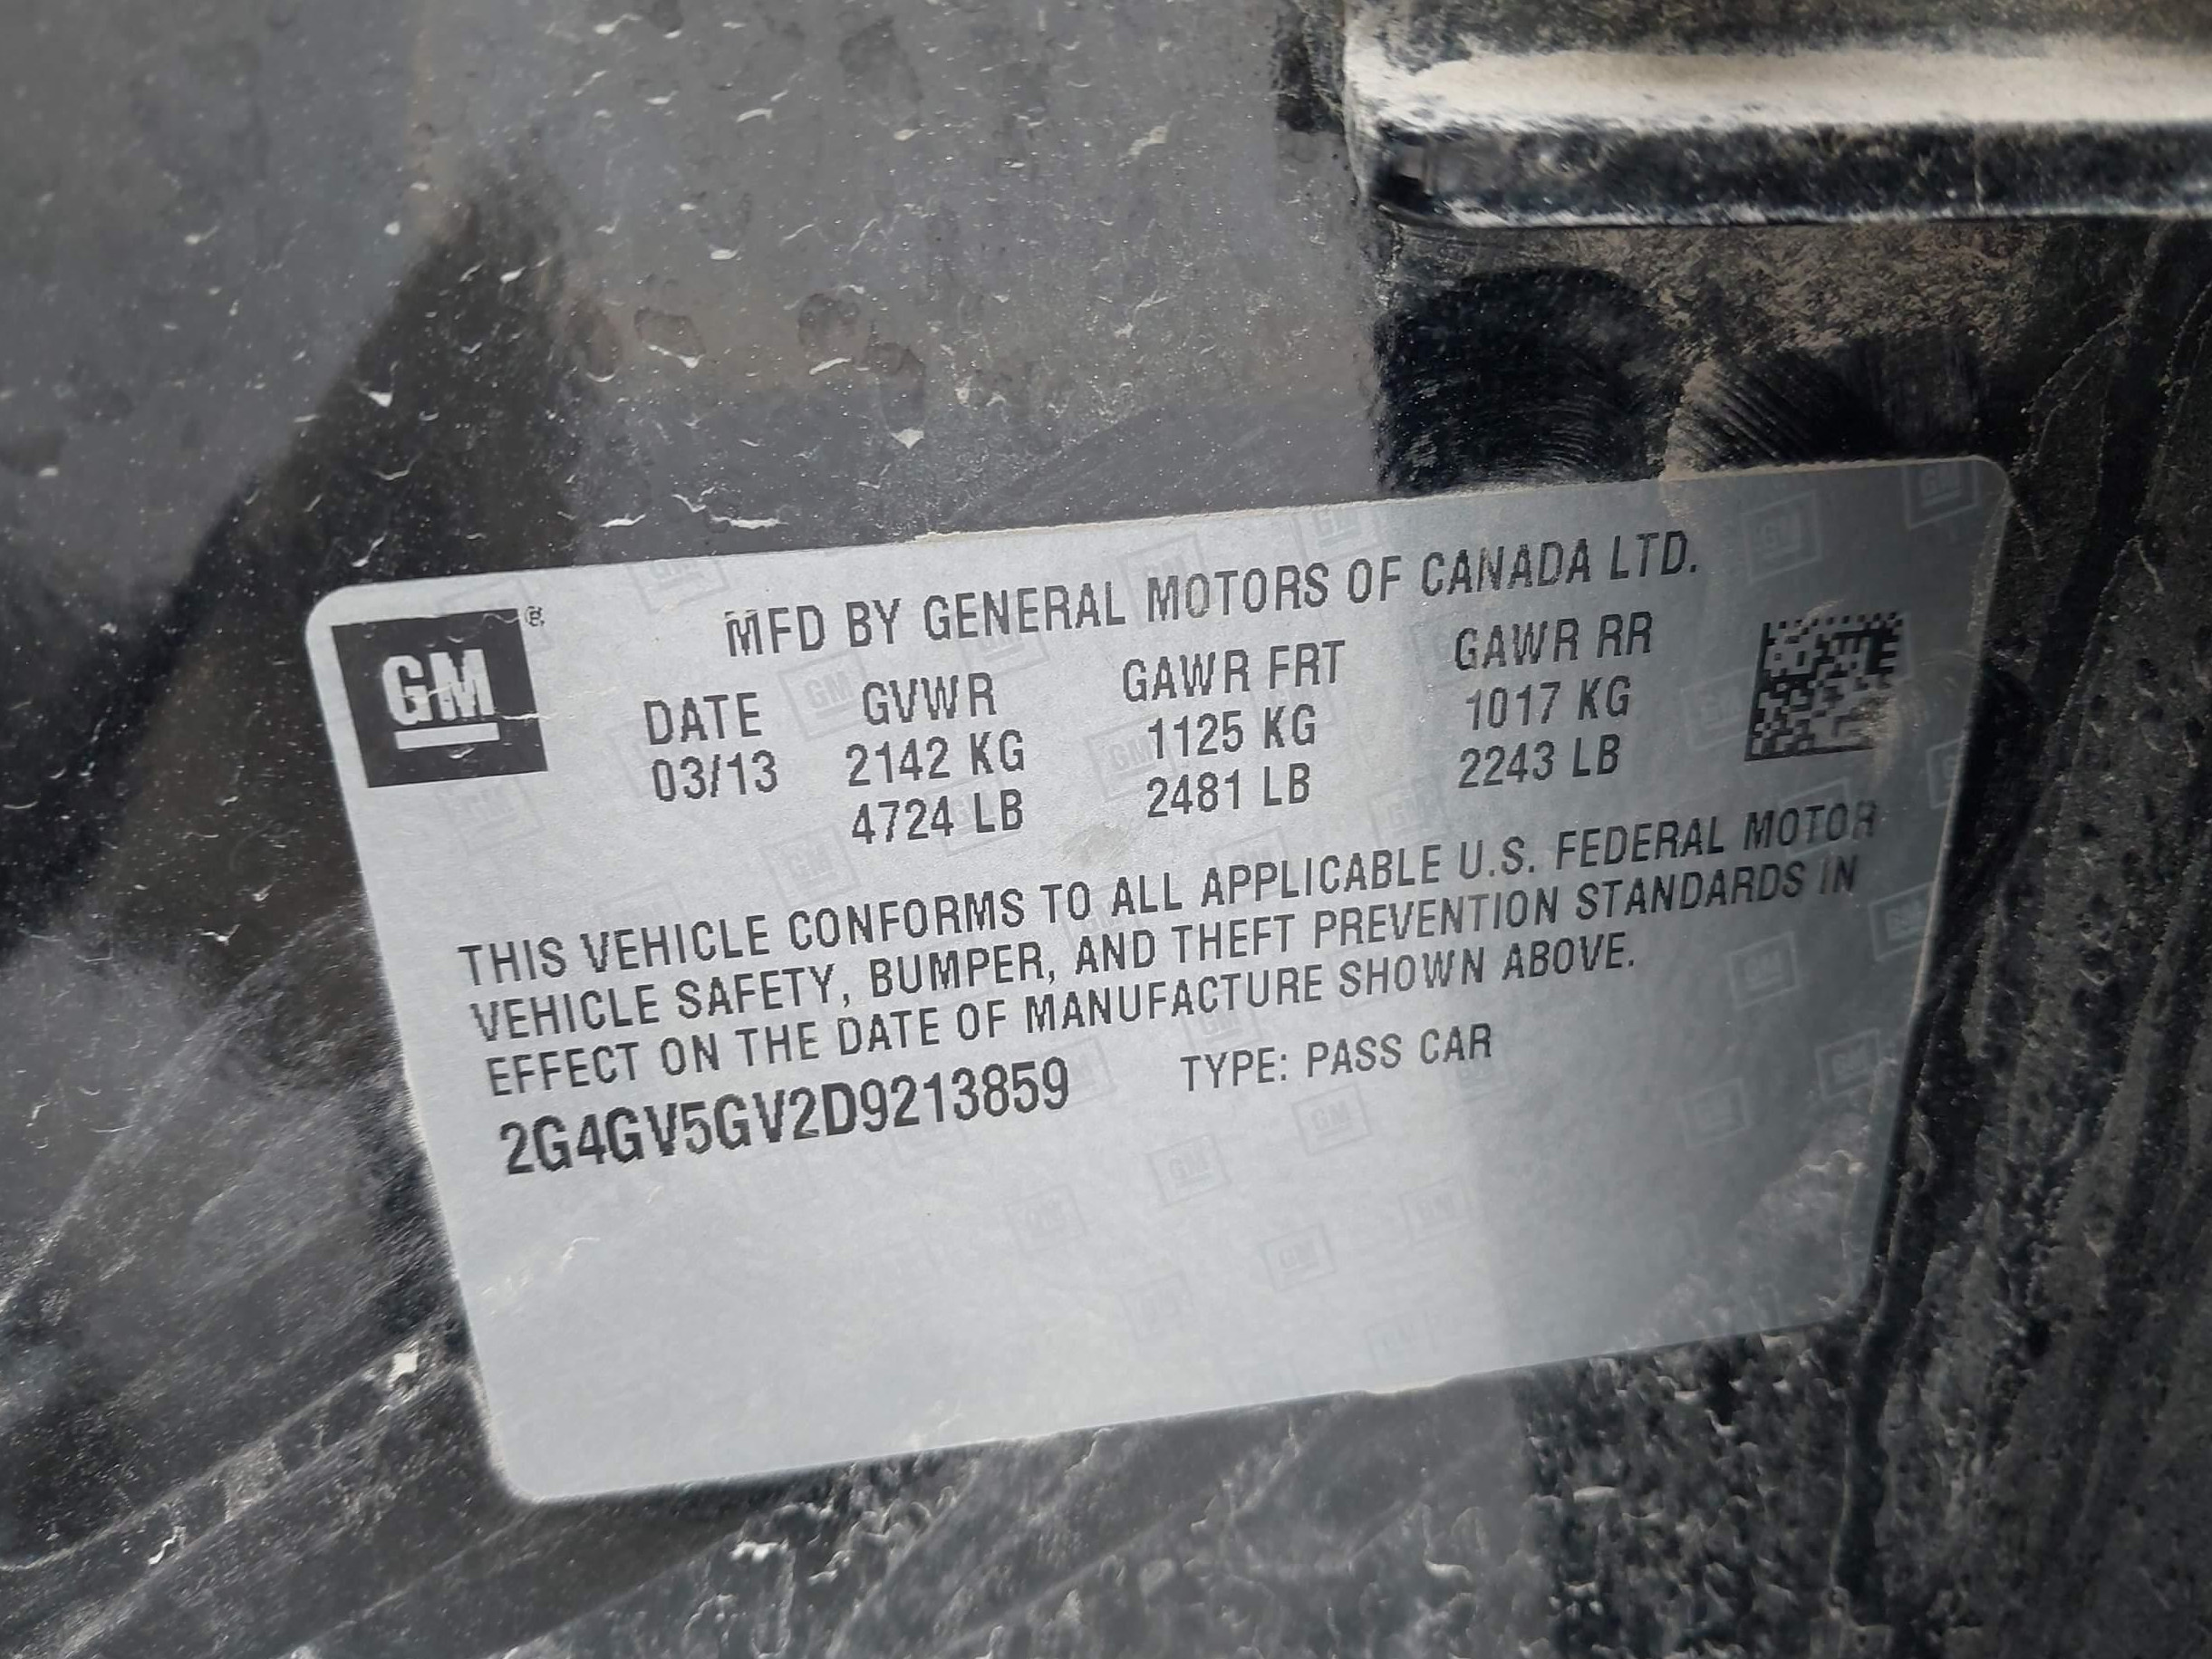 GM ®
MFD BY GENERAL MOTORS OF CANADA LTD.
DATE GVWR GAWR FRT GAWR RR
03/13 2142 KG 1125 KG 1017 KG
4724 LB 2481 LB 2243 LB
THIS VEHICLE CONFORMS TO ALL APPLICABLE U.S. FEDERAL MOTOR
VEHICLE SAFETY, BUMPER, AND THEFT PREVENTION STANDARDS IN
EFFECT ON THE DATE OF MANUFACTURE SHOWN ABOVE.
2G4GV5GV2D9213859 TYPE: PASS CAR